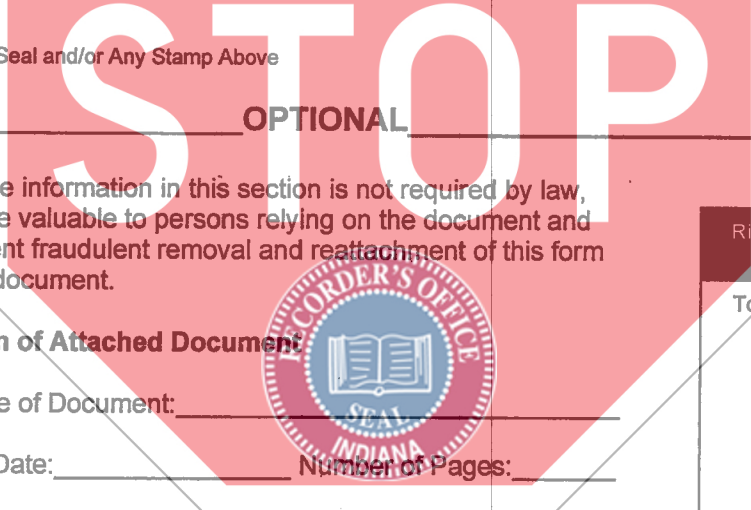 STOP
Seal and/or Any Stamp Above
OPTIONAL
e information in this section is not required by law,
e valuable to persons relying on the document and
nt fraudulent removal and reattachment of this form
document.
n of Attached Document
e of Document:
Date: Number of Pages:
RECORDER'S OFFICE
SEAL
INDIANA
Ri
To